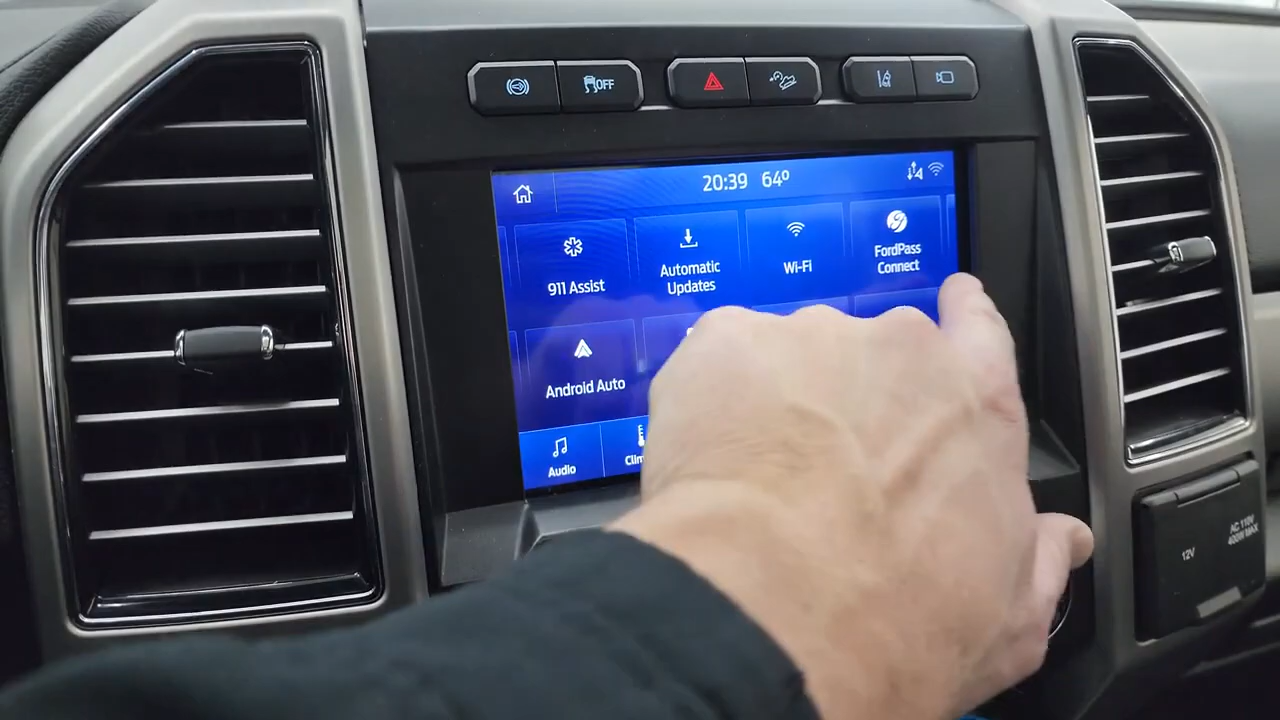 OFF
20:39 64º
911 Assist
Automatic
Updates
Wi-Fi
FordPass
Connect
Android Auto
Audio
Clim
12V
AC 110V
400W MAX